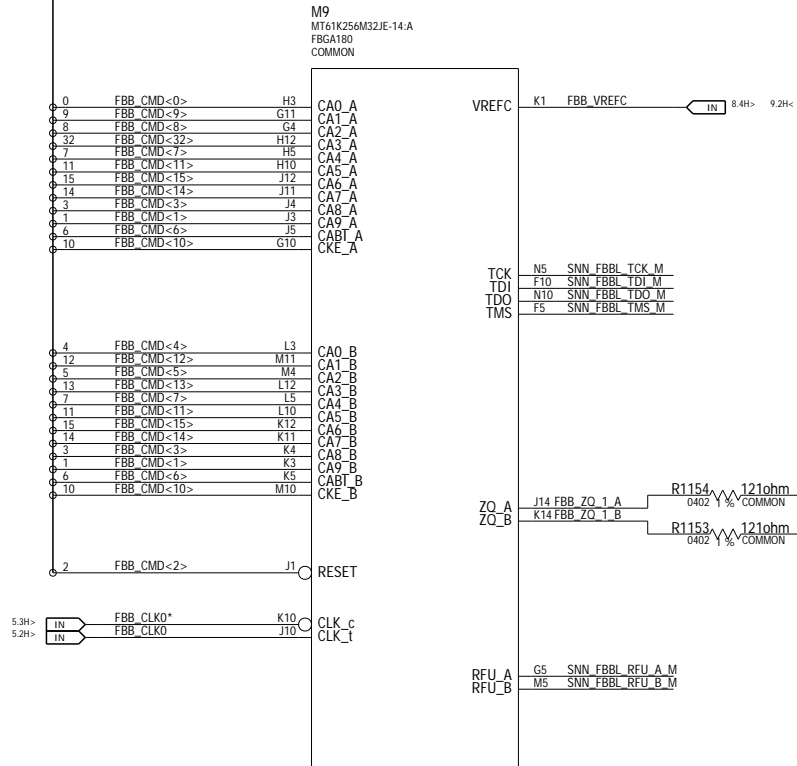 M9
MT61K256M32JE-14:A
FBGA180
COMMON
0 FBB_CMD<0> H3 CA0_A
9 FBB_CMD<9> G11 CA1_A
8 FBB_CMD<8> G4 CA2_A
32 FBB_CMD<32> H12 CA3_A
7 FBB_CMD<7> H5 CA4_A
11 FBB_CMD<11> H10 CA5_A
15 FBB_CMD<15> J12 CA6_A
14 FBB_CMD<14> J11 CA7_A
3 FBB_CMD<3> J4 CA8_A
1 FBB_CMD<1> J3 CA9_A
6 FBB_CMD<6> J5 CABI_A
10 FBB_CMD<10> G10 CKE_A
VREFC K1 FBB_VREFC IN 8.4H> 9.2H<
TCK N5 SNN_FBBL_TCK_M
TDI F10 SNN_FBBL_TDI_M
TDO N10 SNN_FBBL_TDO_M
TMS F5 SNN_FBBL_TMS_M
4 FBB_CMD<4> L3 CA0_B
12 FBB_CMD<12> M11 CA1_B
5 FBB_CMD<5> M4 CA2_B
13 FBB_CMD<13> L12 CA3_B
7 FBB_CMD<7> L5 CA4_B
11 FBB_CMD<11> L10 CA5_B
15 FBB_CMD<15> K12 CA6_B
14 FBB_CMD<14> K11 CA7_B
3 FBB_CMD<3> K4 CA8_B
1 FBB_CMD<1> K3 CA9_B
6 FBB_CMD<6> K5 CABI_B
10 FBB_CMD<10> M10 CKE_B
R1154 121ohm
0402 1 % COMMON
ZQ_A J14 FBB_ZQ_1_A
ZQ_B K14 FBB_ZQ_1_B
R1153 121ohm
0402 1 % COMMON
2 FBB_CMD<2> J1 RESET
5.3H> IN FBB_CLK0* K10 CLK_c
5.2H> IN FBB_CLK0 J10 CLK_t
RFU_A G5 SNN_FBBL_RFU_A_M
RFU_B M5 SNN_FBBL_RFU_B_M